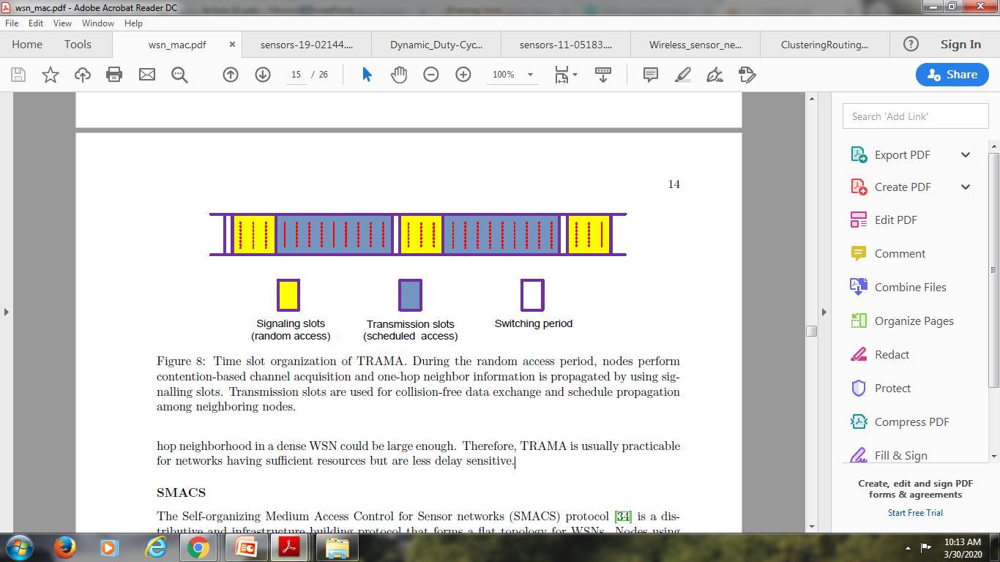 wsn_mac.pdf - Adobe Acrobat Reader DC
File Edit View Window Help
Home Tools wsn_mac.pdf × sensors-19-02144.... Dynamic_Duty-Cyc... sensors-11-05183.... Wireless_sensor_ne... ClusteringRouting... Sign In
15 / 26 100% Share
Search 'Add Link'
Export PDF
Create PDF
Edit PDF
Comment
Combine Files
Organize Pages
Redact
Protect
Compress PDF
Fill & Sign
Create, edit and sign PDF
forms & agreements
Start Free Trial
14
Signaling slots
(random access)
Transmission slots
(scheduled access)
Switching period
Figure 8: Time slot organization of TRAMA. During the random access period, nodes perform
contention-based channel acquisition and one-hop neighbor information is propagated by using sig-
nalling slots. Transmission slots are used for collision-free data exchange and schedule propagation
among neighboring nodes.
hop neighborhood in a dense WSN could be large enough. Therefore, TRAMA is usually practicable
for networks having sufficient resources but are less delay sensitive.
SMACS
The Self-organizing Medium Access Control for Sensor networks (SMACS) protocol [34] is a dis-
tributive and infrastructure building protocol that forms a flat topology for WSNs. Nodes using
10:13 AM
3/30/2020